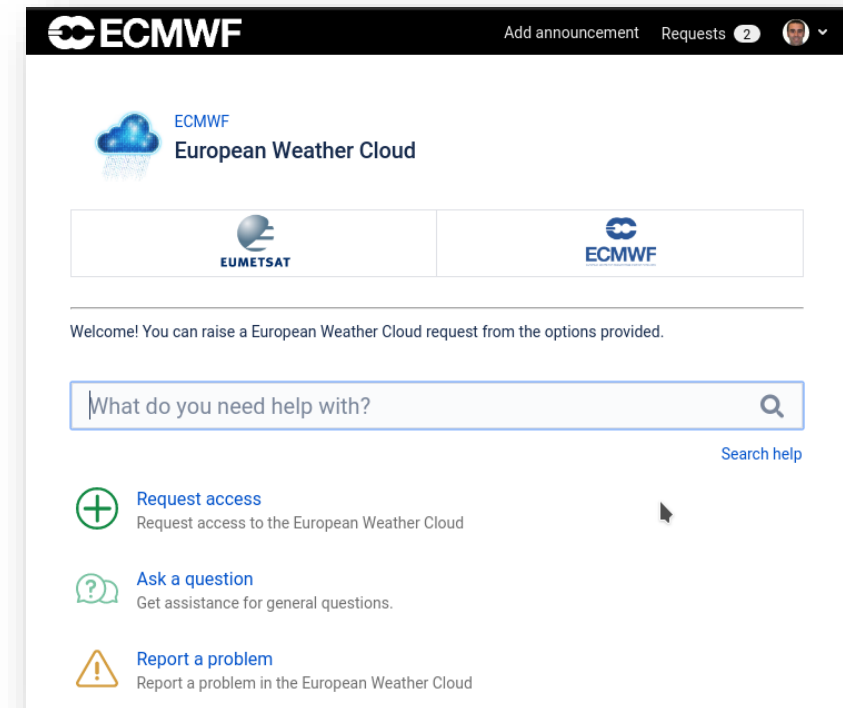 ECMWF
Add announcement Requests 2
ECMWF
European Weather Cloud
EUMETSAT
ECMWF
Welcome! You can raise a European Weather Cloud request from the options provided.
What do you need help with?
Search help
Request access
Request access to the European Weather Cloud
Ask a question
Get assistance for general questions.
Report a problem
Report a problem in the European Weather Cloud